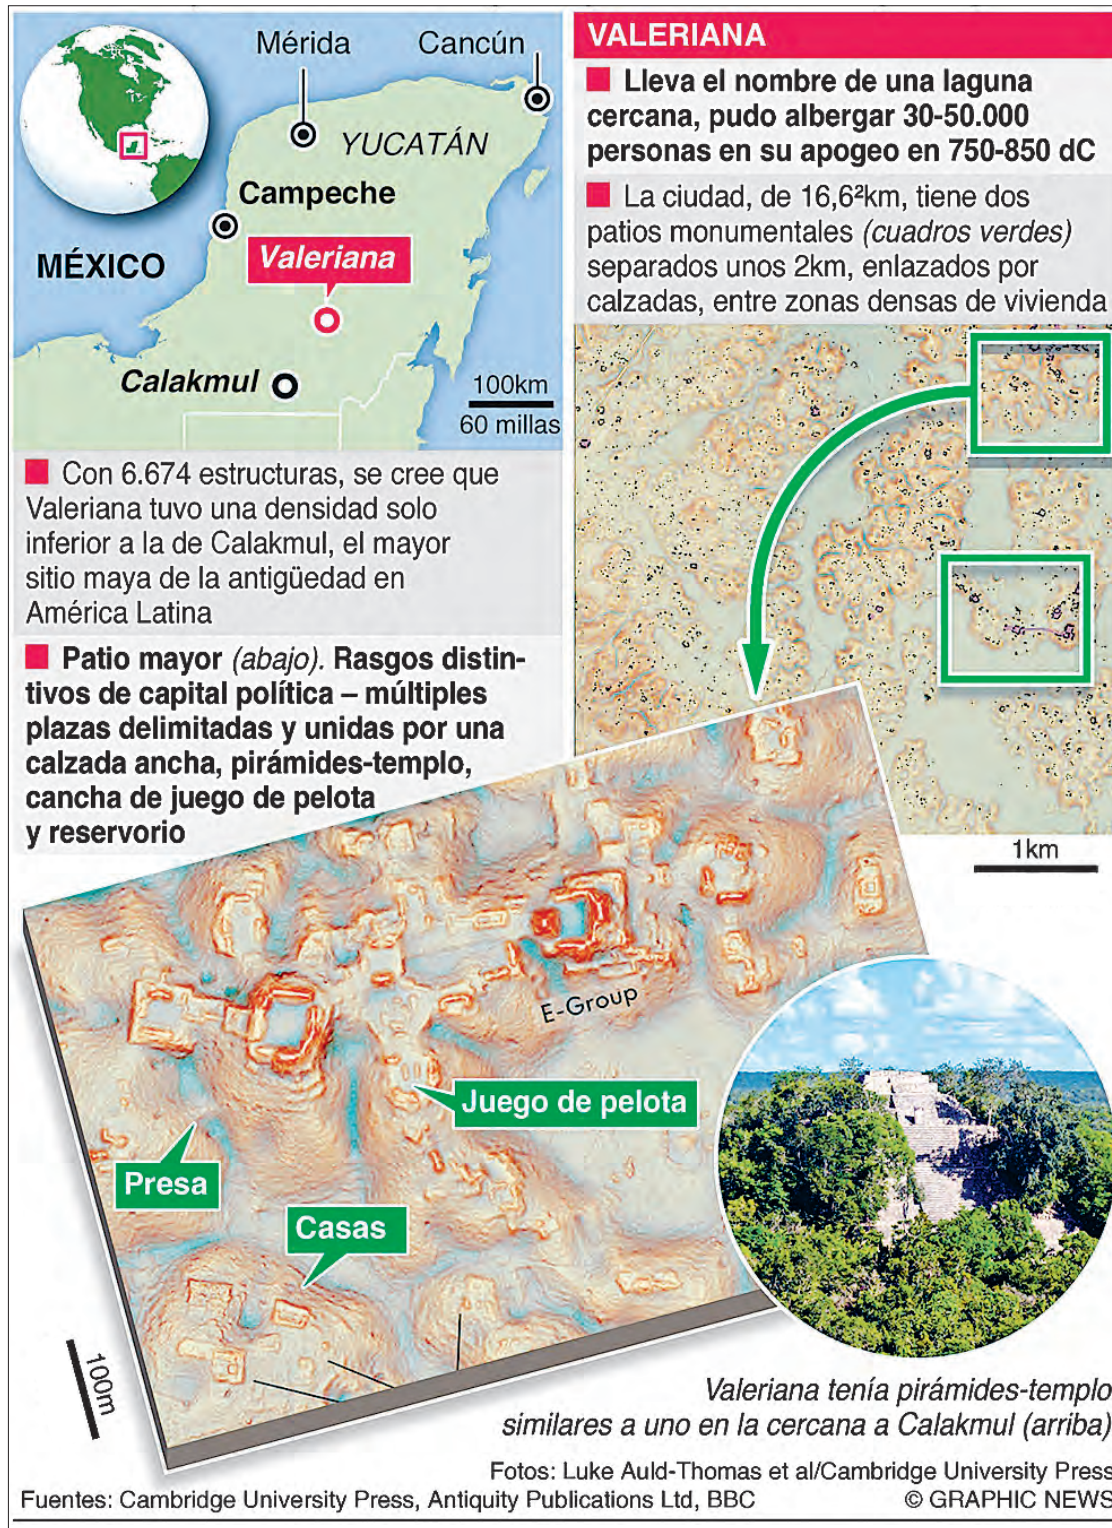 Mérida
Cancún
YUCATÁN
Campeche
MÉXICO
Valeriana
Calakmul
100km
60 millas
VALERIANA
Lleva el nombre de una laguna
cercana, pudo albergar 30-50.000
personas en su apogeo en 750-850 dC
La ciudad, de 16,6²km, tiene dos
patios monumentales (cuadros verdes)
separados unos 2km, enlazados por
calzadas, entre zonas densas de vivienda
Con 6.674 estructuras, se cree que
Valeriana tuvo una densidad solo
inferior a la de Calakmul, el mayor
sitio maya de la antigüedad en
América Latina
Patio mayor (abajo). Rasgos distin-
tivos de capital política – múltiples
plazas delimitadas y unidas por una
calzada ancha, pirámides-templo,
cancha de juego de pelota
y reservorio
1km
E-Group
Juego de pelota
Presa
Casas
100m
Valeriana tenía pirámides-templo
similares a uno en la cercana a Calakmul (arriba)
Fotos: Luke Auld-Thomas et al/Cambridge University Press
Fuentes: Cambridge University Press, Antiquity Publications Ltd, BBC
© GRAPHIC NEWS